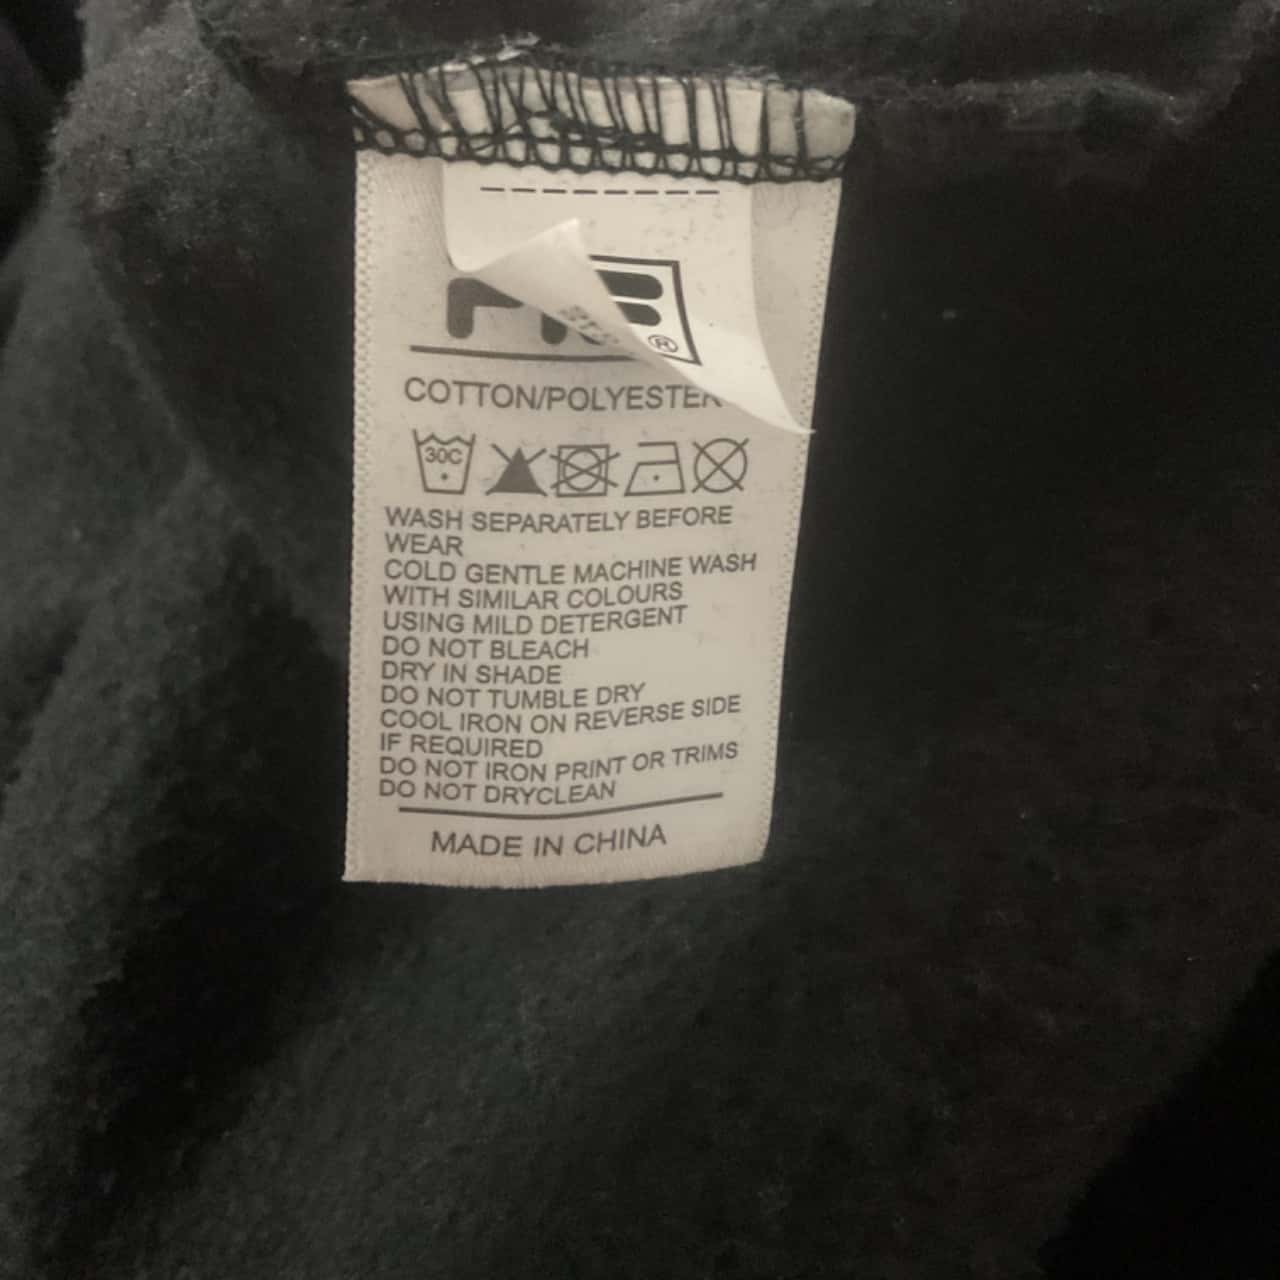 ®
COTTON/POLYESTER
30C
WASH SEPARATELY BEFORE
WEAR
COLD GENTLE MACHINE WASH
WITH SIMILAR COLOURS
USING MILD DETERGENT
DO NOT BLEACH
DRY IN SHADE
DO NOT TUMBLE DRY
COOL IRON ON REVERSE SIDE
IF REQUIRED
DO NOT IRON PRINT OR TRIMS
DO NOT DRYCLEAN
MADE IN CHINA